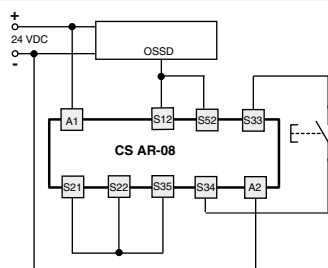 +
24 VDC
-
OSSD
A1
S12
S52
S33
CS AR-08
S21
S22
S35
S34
A2